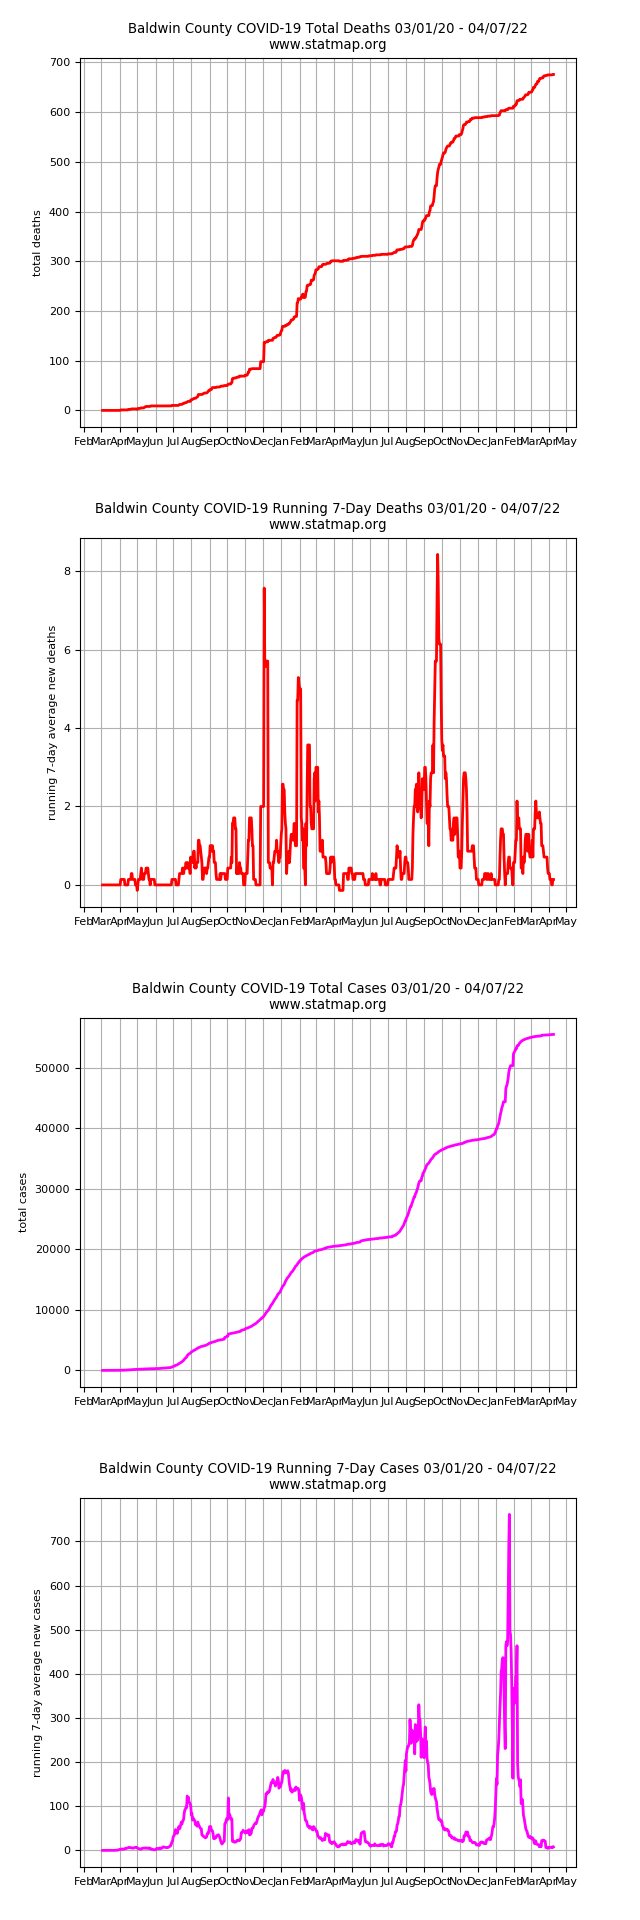 Baldwin County COVID-19 Total Deaths 03/01/20 - 04/07/22
www.statmap.org
700
600
500
400
300
200
100
0
total deaths
Feb Mar Apr May Jun Jul Aug Sep Oct Nov Dec Jan Feb Mar Apr May Jun Jul Aug Sep Oct Nov Dec Jan Feb Mar Apr May
Baldwin County COVID-19 Running 7-Day Deaths 03/01/20 - 04/07/22
www.statmap.org
8
6
4
2
0
running 7-day average new deaths
Feb Mar Apr May Jun Jul Aug Sep Oct Nov Dec Jan Feb Mar Apr May Jun Jul Aug Sep Oct Nov Dec Jan Feb Mar Apr May
Baldwin County COVID-19 Total Cases 03/01/20 - 04/07/22
www.statmap.org
50000
40000
30000
20000
10000
0
total cases
Feb Mar Apr May Jun Jul Aug Sep Oct Nov Dec Jan Feb Mar Apr May Jun Jul Aug Sep Oct Nov Dec Jan Feb Mar Apr May
Baldwin County COVID-19 Running 7-Day Cases 03/01/20 - 04/07/22
www.statmap.org
700
600
500
400
300
200
100
0
running 7-day average new cases
Feb Mar Apr May Jun Jul Aug Sep Oct Nov Dec Jan Feb Mar Apr May Jun Jul Aug Sep Oct Nov Dec Jan Feb Mar Apr May